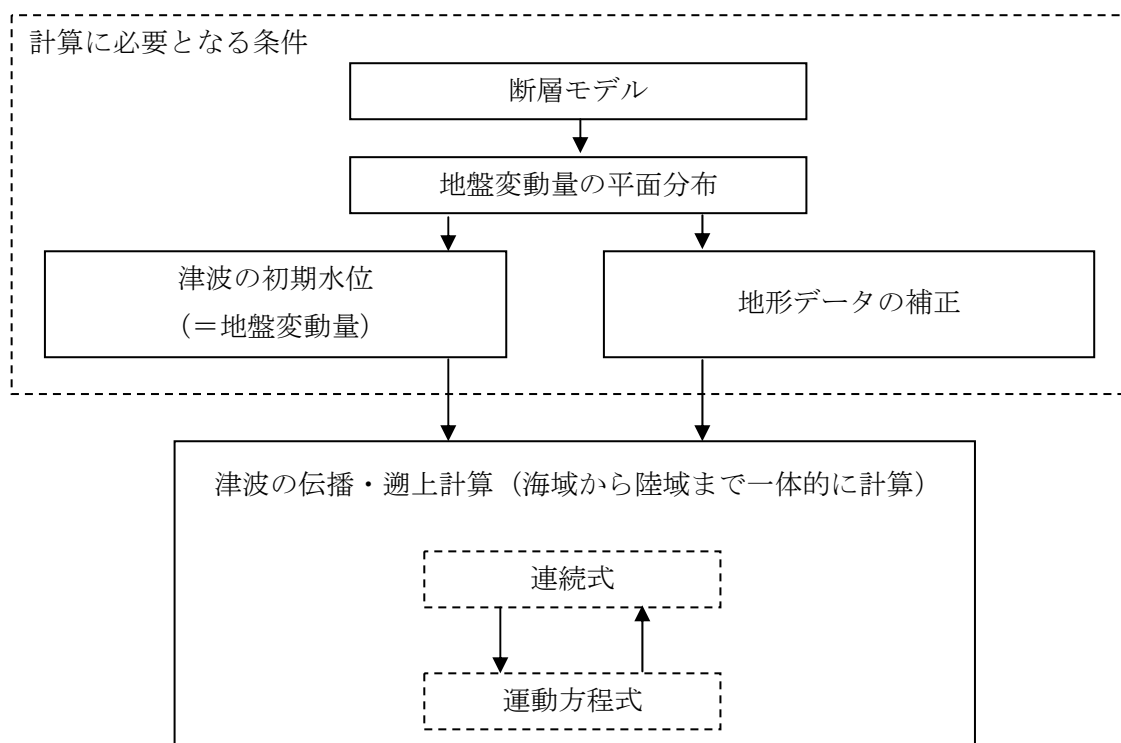 計算に必要となる条件
断層モデル
地盤変動量の平面分布
津波の初期水位
（＝地盤変動量）
地形データの補正
津波の伝播・遡上計算（海域から陸域まで一体的に計算）
連続式
運動方程式